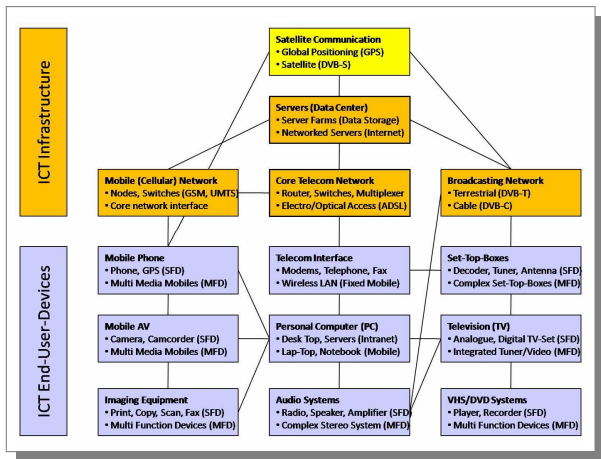 ICT Infrastructure
Satellite Communication
• Global Positioning (GPS)
• Satellite (DVB-S)
Servers (Data Center)
• Server Farms (Data Storage)
• Networked Servers (Internet)
Mobile (Cellular) Network
• Nodes, Switches (GSM, UMTS)
• Core network interface
Core Telecom Network
• Router, Switches, Multiplexer
• Electro/Optical Access (ADSL)
Broadcasting Network
• Terrestrial (DVB-T)
• Cable (DVB-C)
ICT End-User-Devices
Mobile Phone
• Phone, GPS (SFD)
• Multi Media Mobiles (MFD)
Telecom Interface
• Modems, Telephone, Fax
• Wireless LAN (Fixed Mobile)
Set-Top-Boxes
• Decoder, Tuner, Antenna (SFD)
• Complex Set-Top-Boxes (MFD)
Mobile AV
• Camera, Camcorder (SFD)
• Multi Media Mobiles (MFD)
Personal Computer (PC)
• Desk Top, Servers (Intranet)
• Lap-Top, Notebook (Mobile)
Television (TV)
• Analogue, Digital TV-Set (SFD)
• Integrated Tuner/Video (MFD)
Imaging Equipment
• Print, Copy, Scan, Fax (SFD)
• Multi Function Devices (MFD)
Audio Systems
• Radio, Speaker, Amplifier (SFD)
• Complex Stereo System (MFD)
VHS/DVD Systems
• Player, Recorder (SFD)
• Multi Function Devices (MFD)